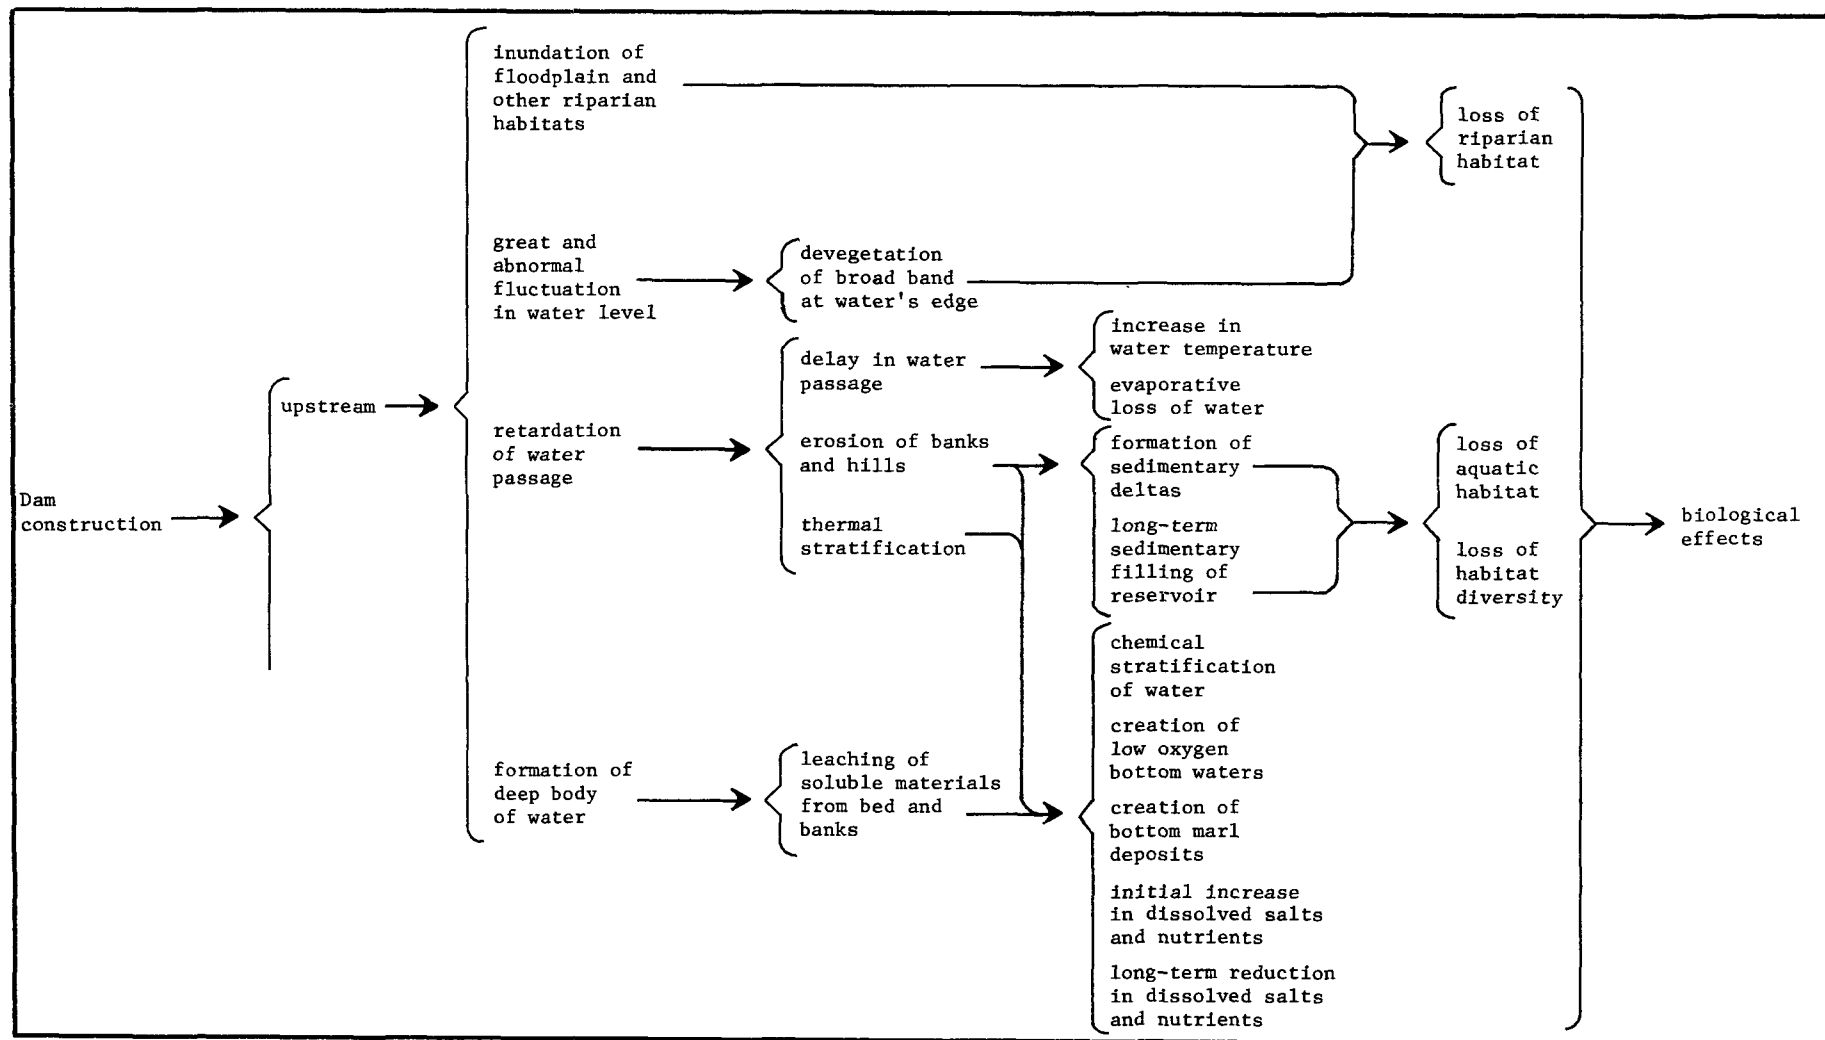 Dam
construction
upstream
inundation of
floodplain and
other riparian
habitats
great and
abnormal
fluctuation
in water level
retardation
of water
passage
formation of
deep body
of water
devegetation
of broad band
at water's edge
delay in water
passage
erosion of banks
and hills
thermal
stratification
leaching of
soluble materials
from bed and
banks
increase in
water temperature
evaporative
loss of water
formation of
sedimentary
deltas
long-term
sedimentary
filling of
reservoir
chemical
stratification
of water
creation of
low oxygen
bottom waters
creation of
bottom marl
deposits
initial increase
in dissolved salts
and nutrients
long-term reduction
in dissolved salts
and nutrients
loss of
riparian
habitat
loss of
aquatic
habitat
loss of
habitat
diversity
biological
effects